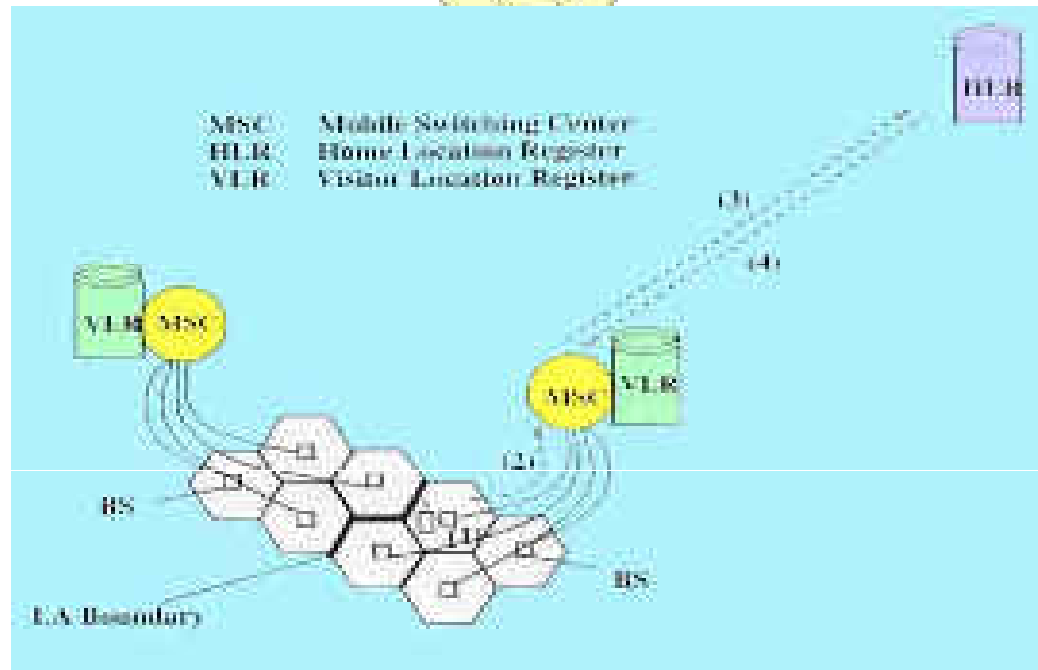 HLR
MSC Mobile Switching Center
HLR Home Location Register
VLR Visitor Location Register
(3)
(4)
VLR MSC
MSC VLR
(2)
BS
(1)
BS
LA Boundary